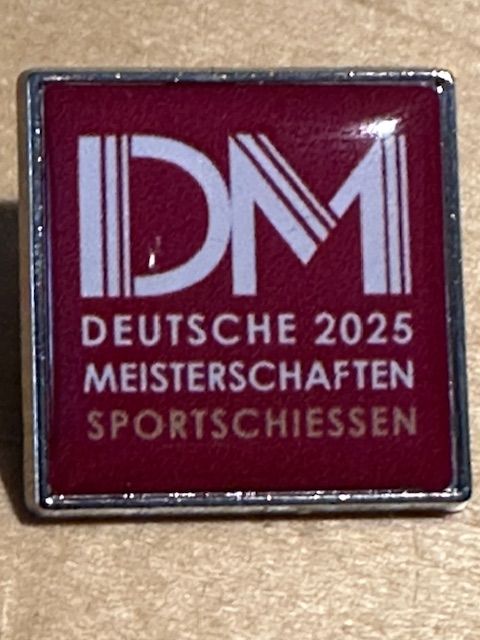 DM
DEUTSCHE 2025
MEISTERSCHAFTEN
SPORTSCHIESSEN